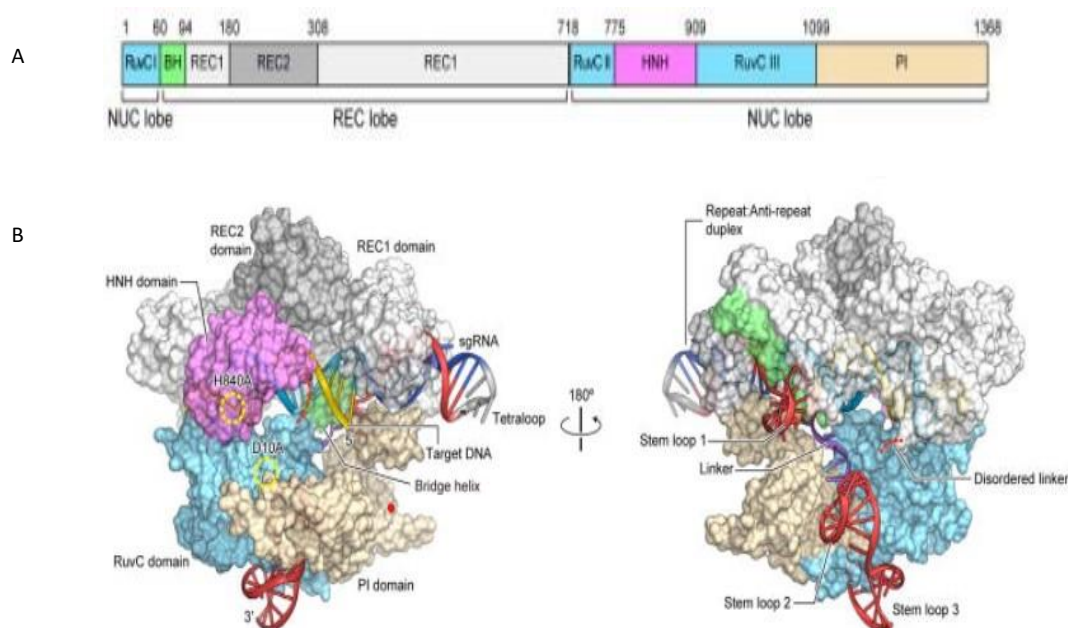 A
1 60 94 180 308 718 775 909 1099 1368
RuvC I BH REC1 REC2 REC1 RuvC II HNH RuvC III PI
NUC lobe REC lobe NUC lobe
B
REC2
domain
REC1 domain
HNH domain
sgRNA
H840A
Tetraloop
5'
Target DNA
D10A
Bridge helix
RuvC domain
PI domain
3'
180°
Repeat:Anti-repeat
duplex
Stem loop 1
Linker
Disordered linker
Stem loop 2
Stem loop 3